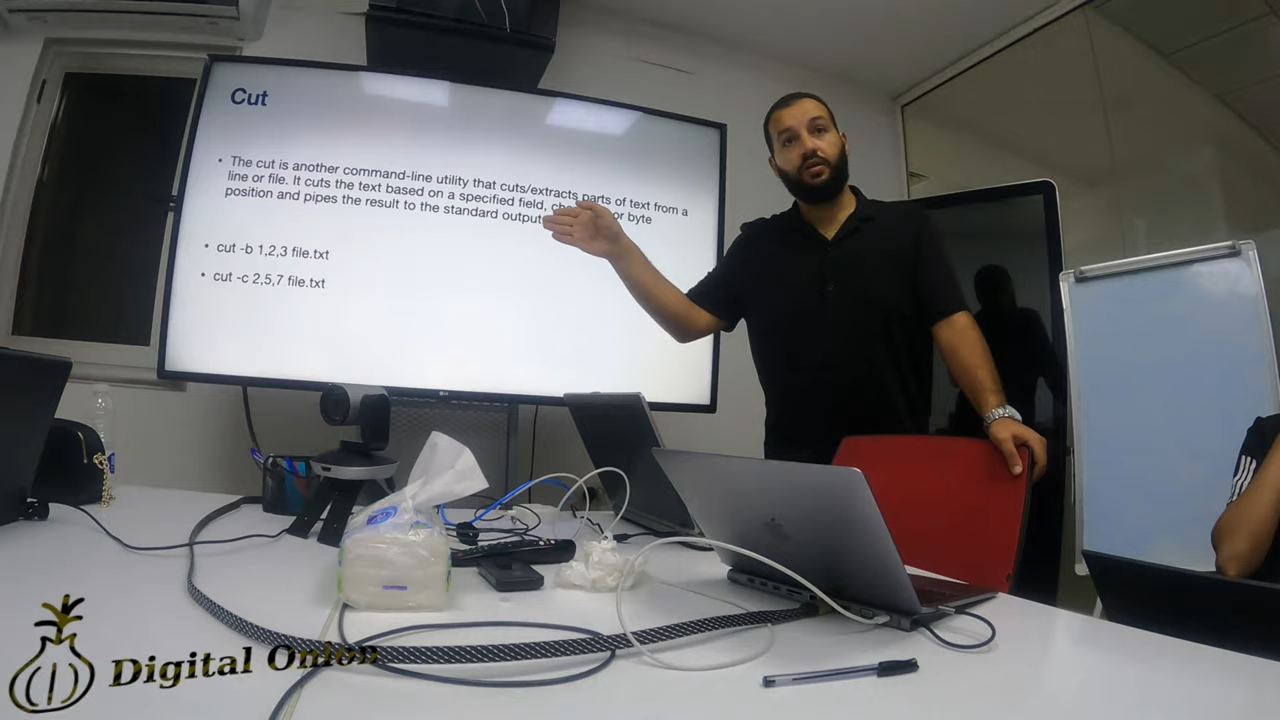 Cut
• The cut is another command-line utility that cuts/extracts parts of text from a
line or file. It cuts the text based on a specified field, or byte
position and pipes the result to the standard output
• cut -b 1,2,3 file.txt
• cut -c 2,5,7 file.txt
LG
Digital Onion